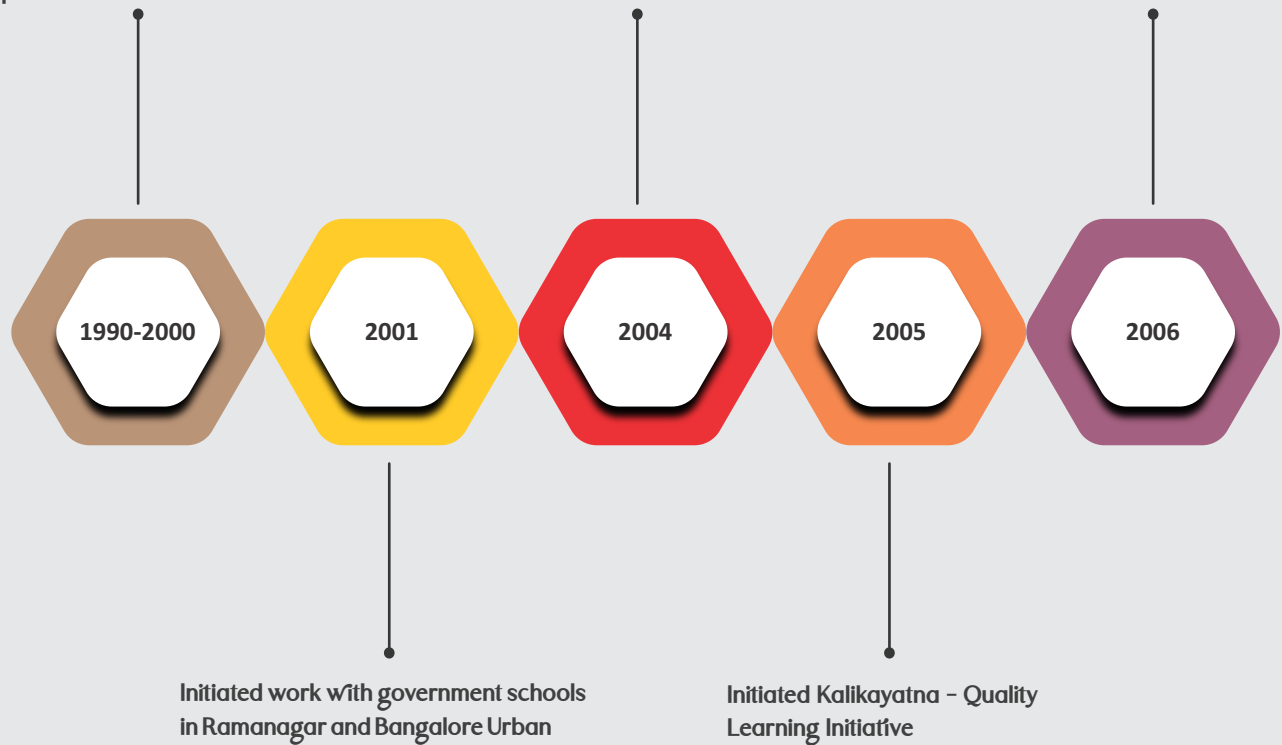 1990-2000
2001
2004
2005
2006
Initiated work with government schools
in Ramanagar and Bangalore Urban
Initiated Kalikayatna – Quality
Learning Initiative